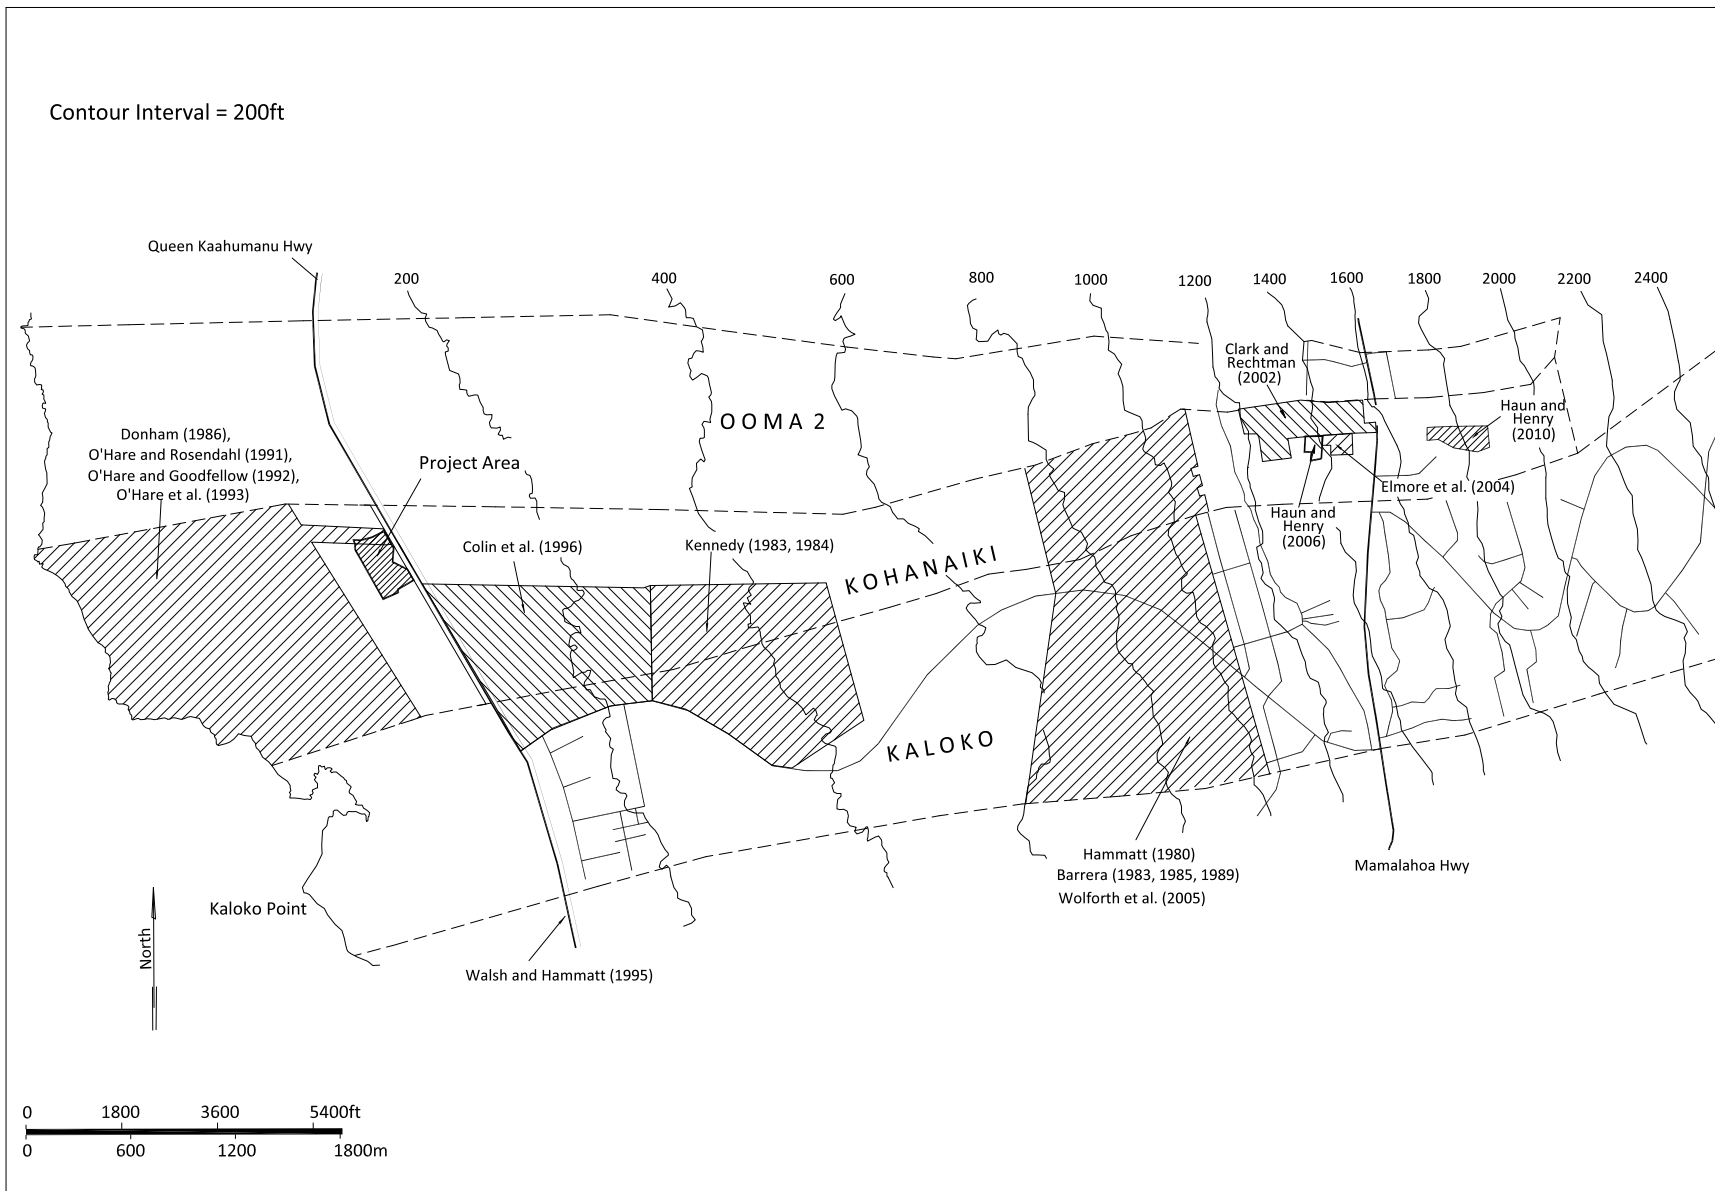 Contour Interval = 200ft
Queen Kaahumanu Hwy
200
400
600
800
1000
1200
1400
1600
1800
2000
2200
2400
Clark and
Rechtman
(2002)
OOMA 2
Haun and
Henry
(2010)
Donham (1986),
O'Hare and Rosendahl (1991),
O'Hare and Goodfellow (1992),
O'Hare et al. (1993)
Project Area
Elmore et al. (2004)
Haun and
Henry
(2006)
Colin et al. (1996)
Kennedy (1983, 1984)
KOHANAIKI
KALOKO
Hammatt (1980)
Barrera (1983, 1985, 1989)
Wolforth et al. (2005)
Mamalahoa Hwy
Kaloko Point
North
Walsh and Hammatt (1995)
0 1800 3600 5400ft
0 600 1200 1800m